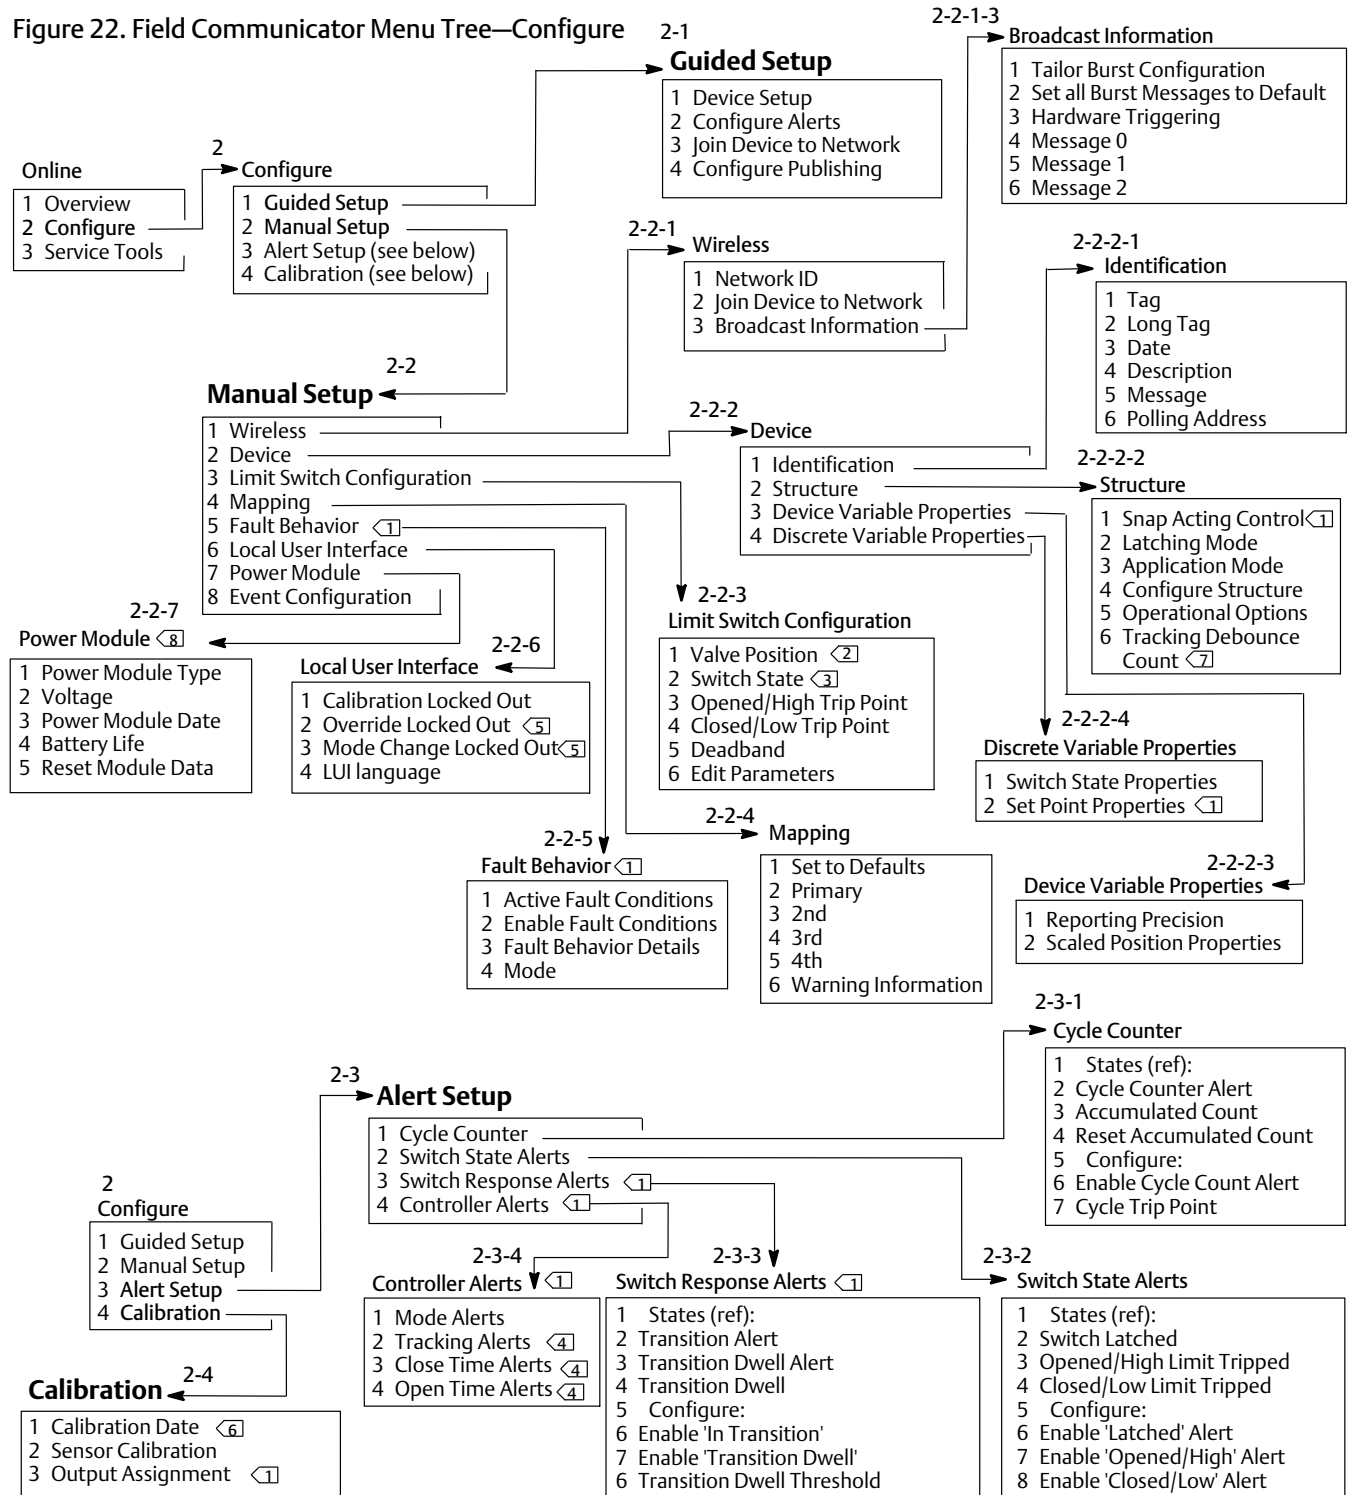 Figure 22. Field Communicator Menu Tree—Configure
2-1
Guided Setup
1 Device Setup
2 Configure Alerts
3 Join Device to Network
4 Configure Publishing
2-2-1-3
Broadcast Information
1 Tailor Burst Configuration
2 Set all Burst Messages to Default
3 Hardware Triggering
4 Message 0
5 Message 1
6 Message 2
Online
1 Overview
2 Configure
3 Service Tools
2
Configure
1 Guided Setup
2 Manual Setup
3 Alert Setup (see below)
4 Calibration (see below)
2-2-1
Wireless
1 Network ID
2 Join Device to Network
3 Broadcast Information
2-2-2-1
Identification
1 Tag
2 Long Tag
3 Date
4 Description
5 Message
6 Polling Address
2-2
Manual Setup
1 Wireless
2 Device
3 Limit Switch Configuration
4 Mapping
5 Fault Behavior 1
6 Local User Interface
7 Power Module
8 Event Configuration
2-2-2
Device
1 Identification
2 Structure
3 Device Variable Properties
4 Discrete Variable Properties
2-2-2-2
Structure
1 Snap Acting Control 1
2 Latching Mode
3 Application Mode
4 Configure Structure
5 Operational Options
6 Tracking Debounce
Count 7
2-2-7
Power Module 8
1 Power Module Type
2 Voltage
3 Power Module Date
4 Battery Life
5 Reset Module Data
2-2-6
Local User Interface
1 Calibration Locked Out
2 Override Locked Out 5
3 Mode Change Locked Out 5
4 LUI language
2-2-3
Limit Switch Configuration
1 Valve Position 2
2 Switch State 3
3 Opened/High Trip Point
4 Closed/Low Trip Point
5 Deadband
6 Edit Parameters
2-2-2-4
Discrete Variable Properties
1 Switch State Properties
2 Set Point Properties 1
2-2-5
Fault Behavior 1
1 Active Fault Conditions
2 Enable Fault Conditions
3 Fault Behavior Details
4 Mode
2-2-4
Mapping
1 Set to Defaults
2 Primary
3 2nd
4 3rd
5 4th
6 Warning Information
2-2-2-3
Device Variable Properties
1 Reporting Precision
2 Scaled Position Properties
2-3-1
Cycle Counter
1 States (ref):
2 Cycle Counter Alert
3 Accumulated Count
4 Reset Accumulated Count
5 Configure:
6 Enable Cycle Count Alert
7 Cycle Trip Point
2-3
Alert Setup
1 Cycle Counter
2 Switch State Alerts
3 Switch Response Alerts 1
4 Controller Alerts 1
2
Configure
1 Guided Setup
2 Manual Setup
3 Alert Setup
4 Calibration
2-3-4
Controller Alerts 1
1 Mode Alerts
2 Tracking Alerts 4
3 Close Time Alerts 4
4 Open Time Alerts 4
2-3-3
Switch Response Alerts 1
1 States (ref):
2 Transition Alert
3 Transition Dwell Alert
4 Transition Dwell
5 Configure:
6 Enable 'In Transition'
7 Enable 'Transition Dwell'
6 Transition Dwell Threshold
2-3-2
Switch State Alerts
1 States (ref):
2 Switch Latched
3 Opened/High Limit Tripped
4 Closed/Low Limit Tripped
5 Configure:
6 Enable 'Latched' Alert
7 Enable 'Opened/High' Alert
8 Enable 'Closed/Low' Alert
2-4
Calibration
1 Calibration Date 6
2 Sensor Calibration
3 Output Assignment 1